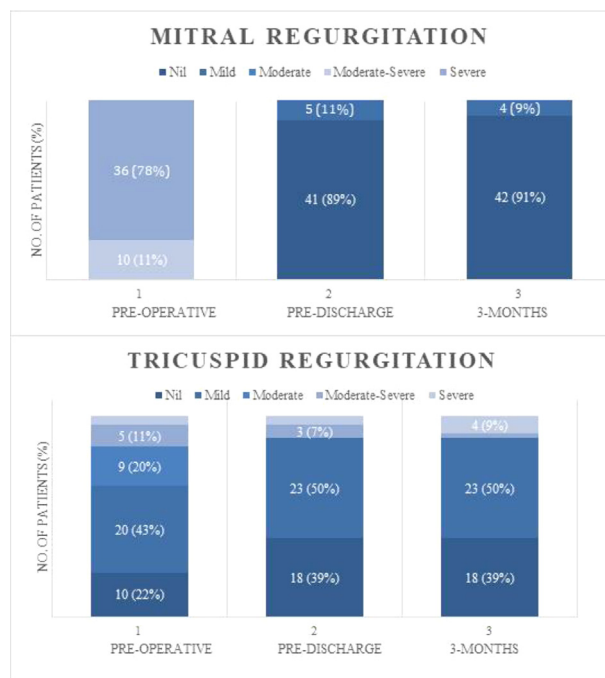 MITRAL REGURGITATION
Nil Mild Moderate Moderate-Severe Severe
NO. OF PATIENTS (%)
5 (11%) 4 (9%)
36 (78%)
41 (89%) 42 (91%)
10 (11%)
1 2 3
PRE-OPERATIVE PRE-DISCHARGE 3-MONTHS
TRICUSPID REGURGITATION
Nil Mild Moderate Moderate-Severe Severe
NO. OF PATIENTS (%)
5 (11%) 3 (7%) 4 (9%)
9 (20%)
23 (50%) 23 (50%)
20 (43%)
18 (39%) 18 (39%)
10 (22%)
1 2 3
PRE-OPERATIVE PRE-DISCHARGE 3-MONTHS